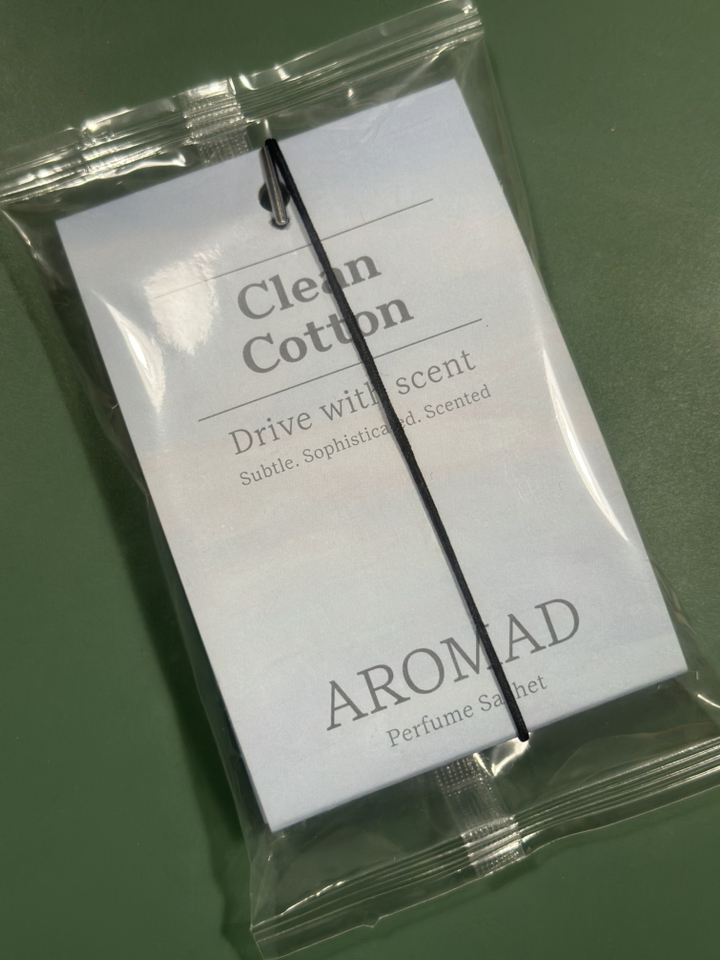 Clean
Cotton
Drive with scent
Subtle. Sophisticated. Scented
AROMAD
Perfume Sachet